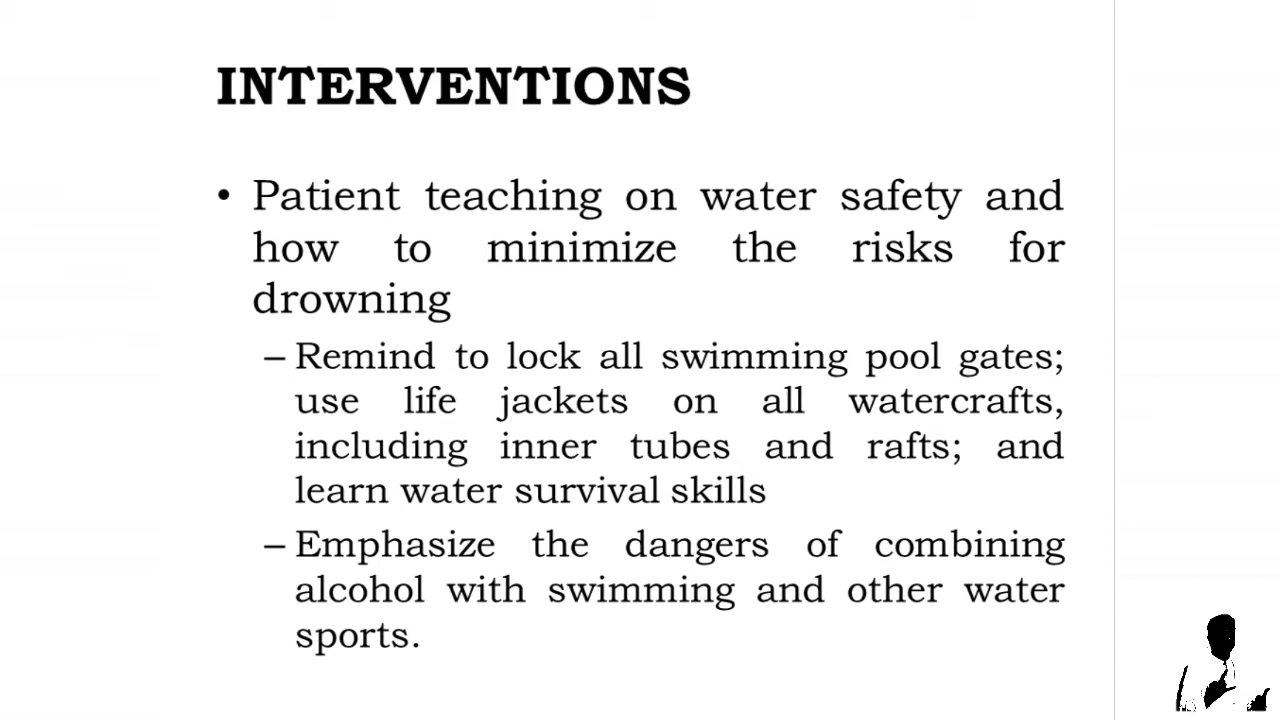 INTERVENTIONS
• Patient teaching on water safety and
how to minimize the risks for
drowning
– Remind to lock all swimming pool gates;
use life jackets on all watercrafts,
including inner tubes and rafts; and
learn water survival skills
– Emphasize the dangers of combining
alcohol with swimming and other water
sports.